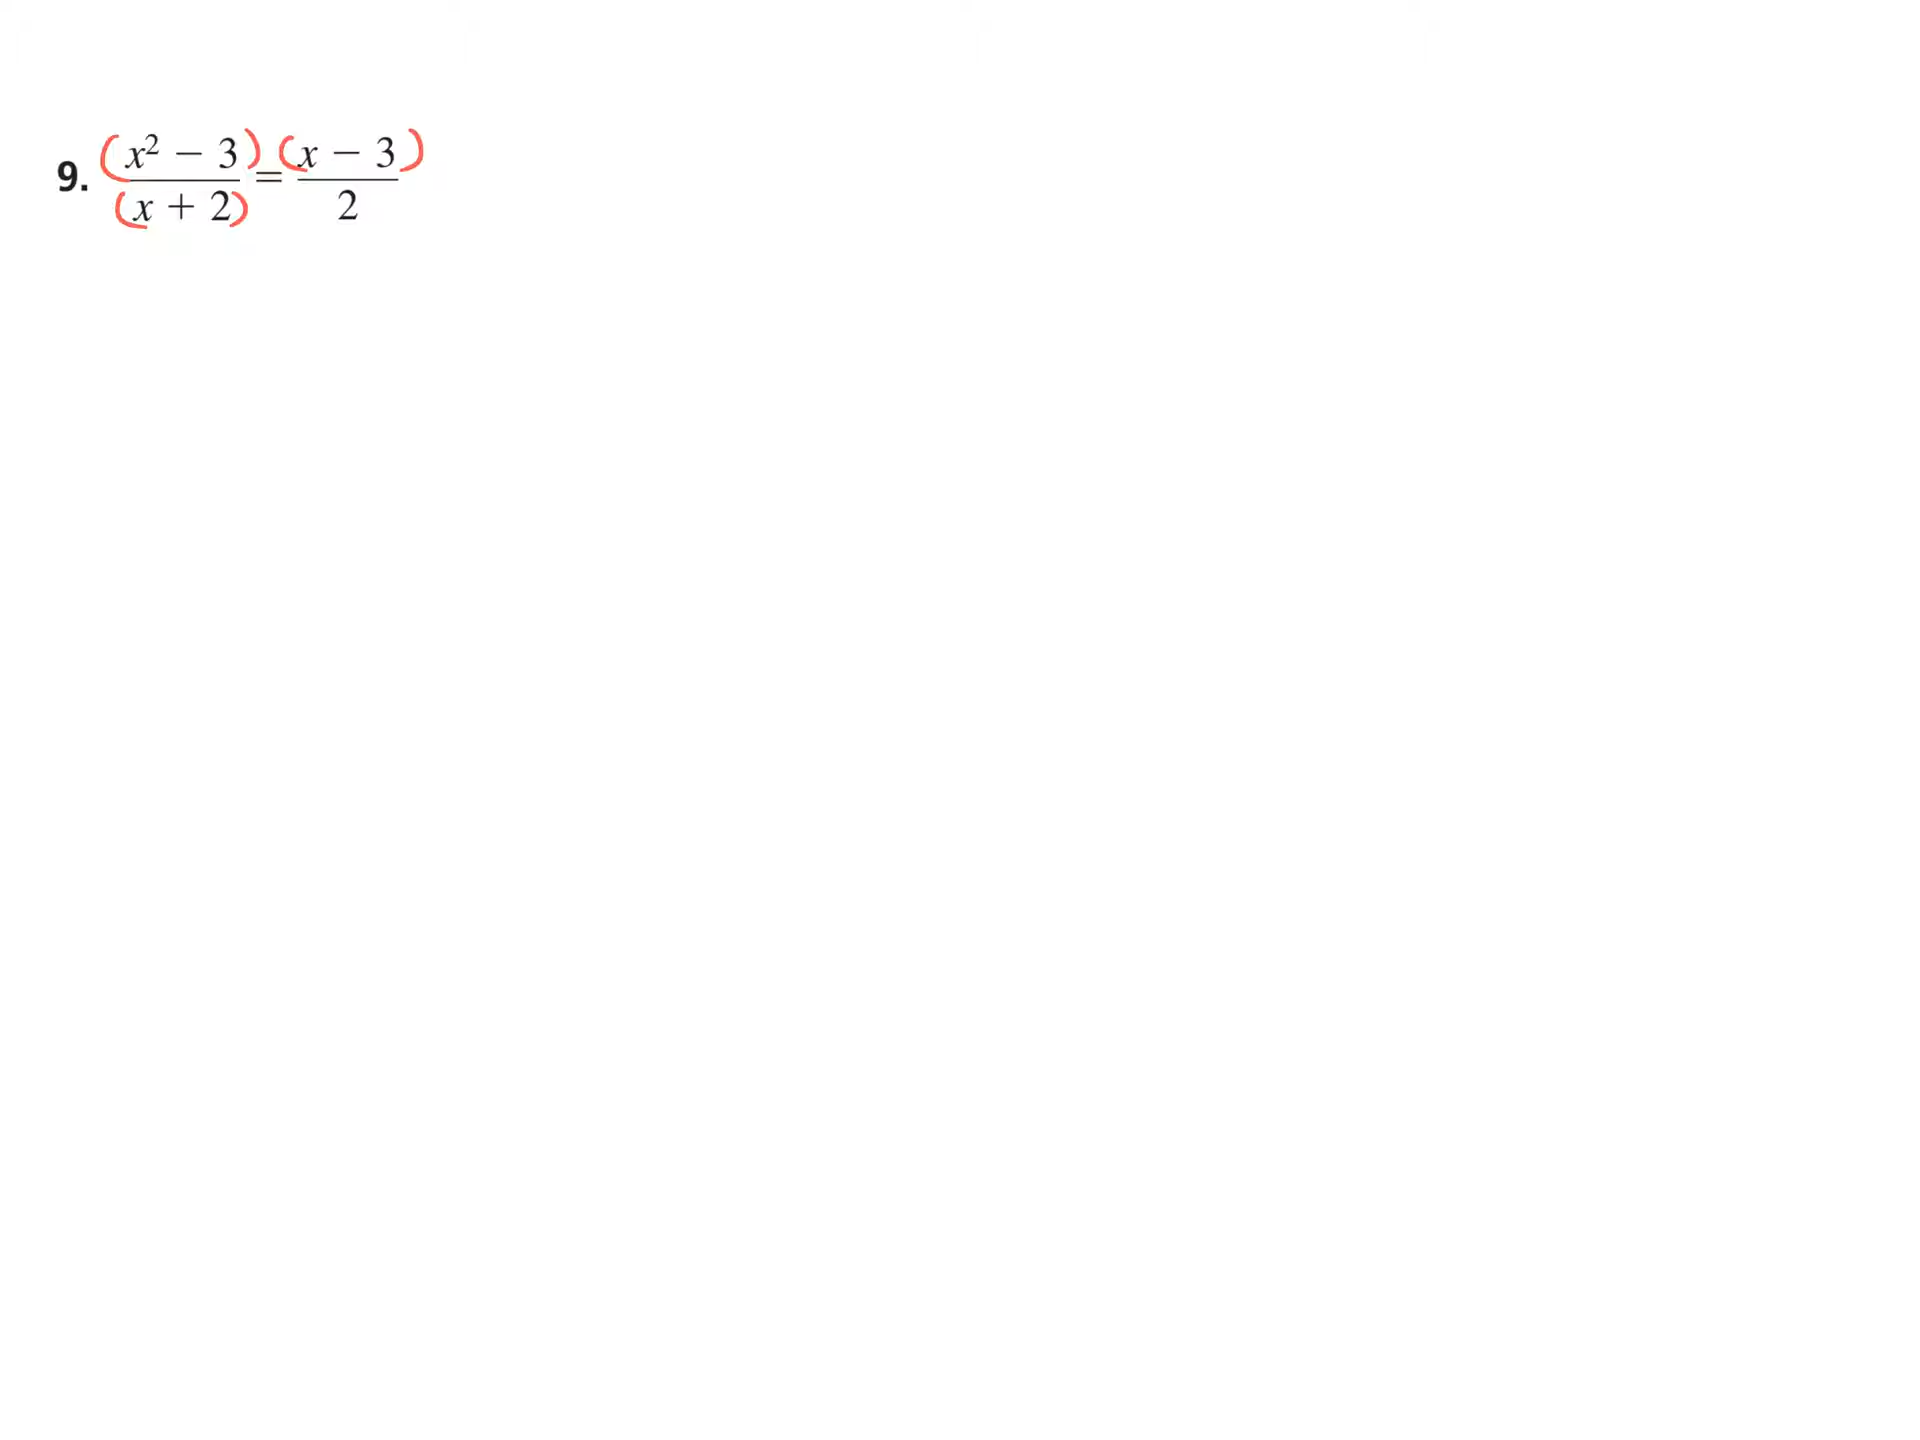 9. (x² − 3)/(x + 2) = (x − 3)/2